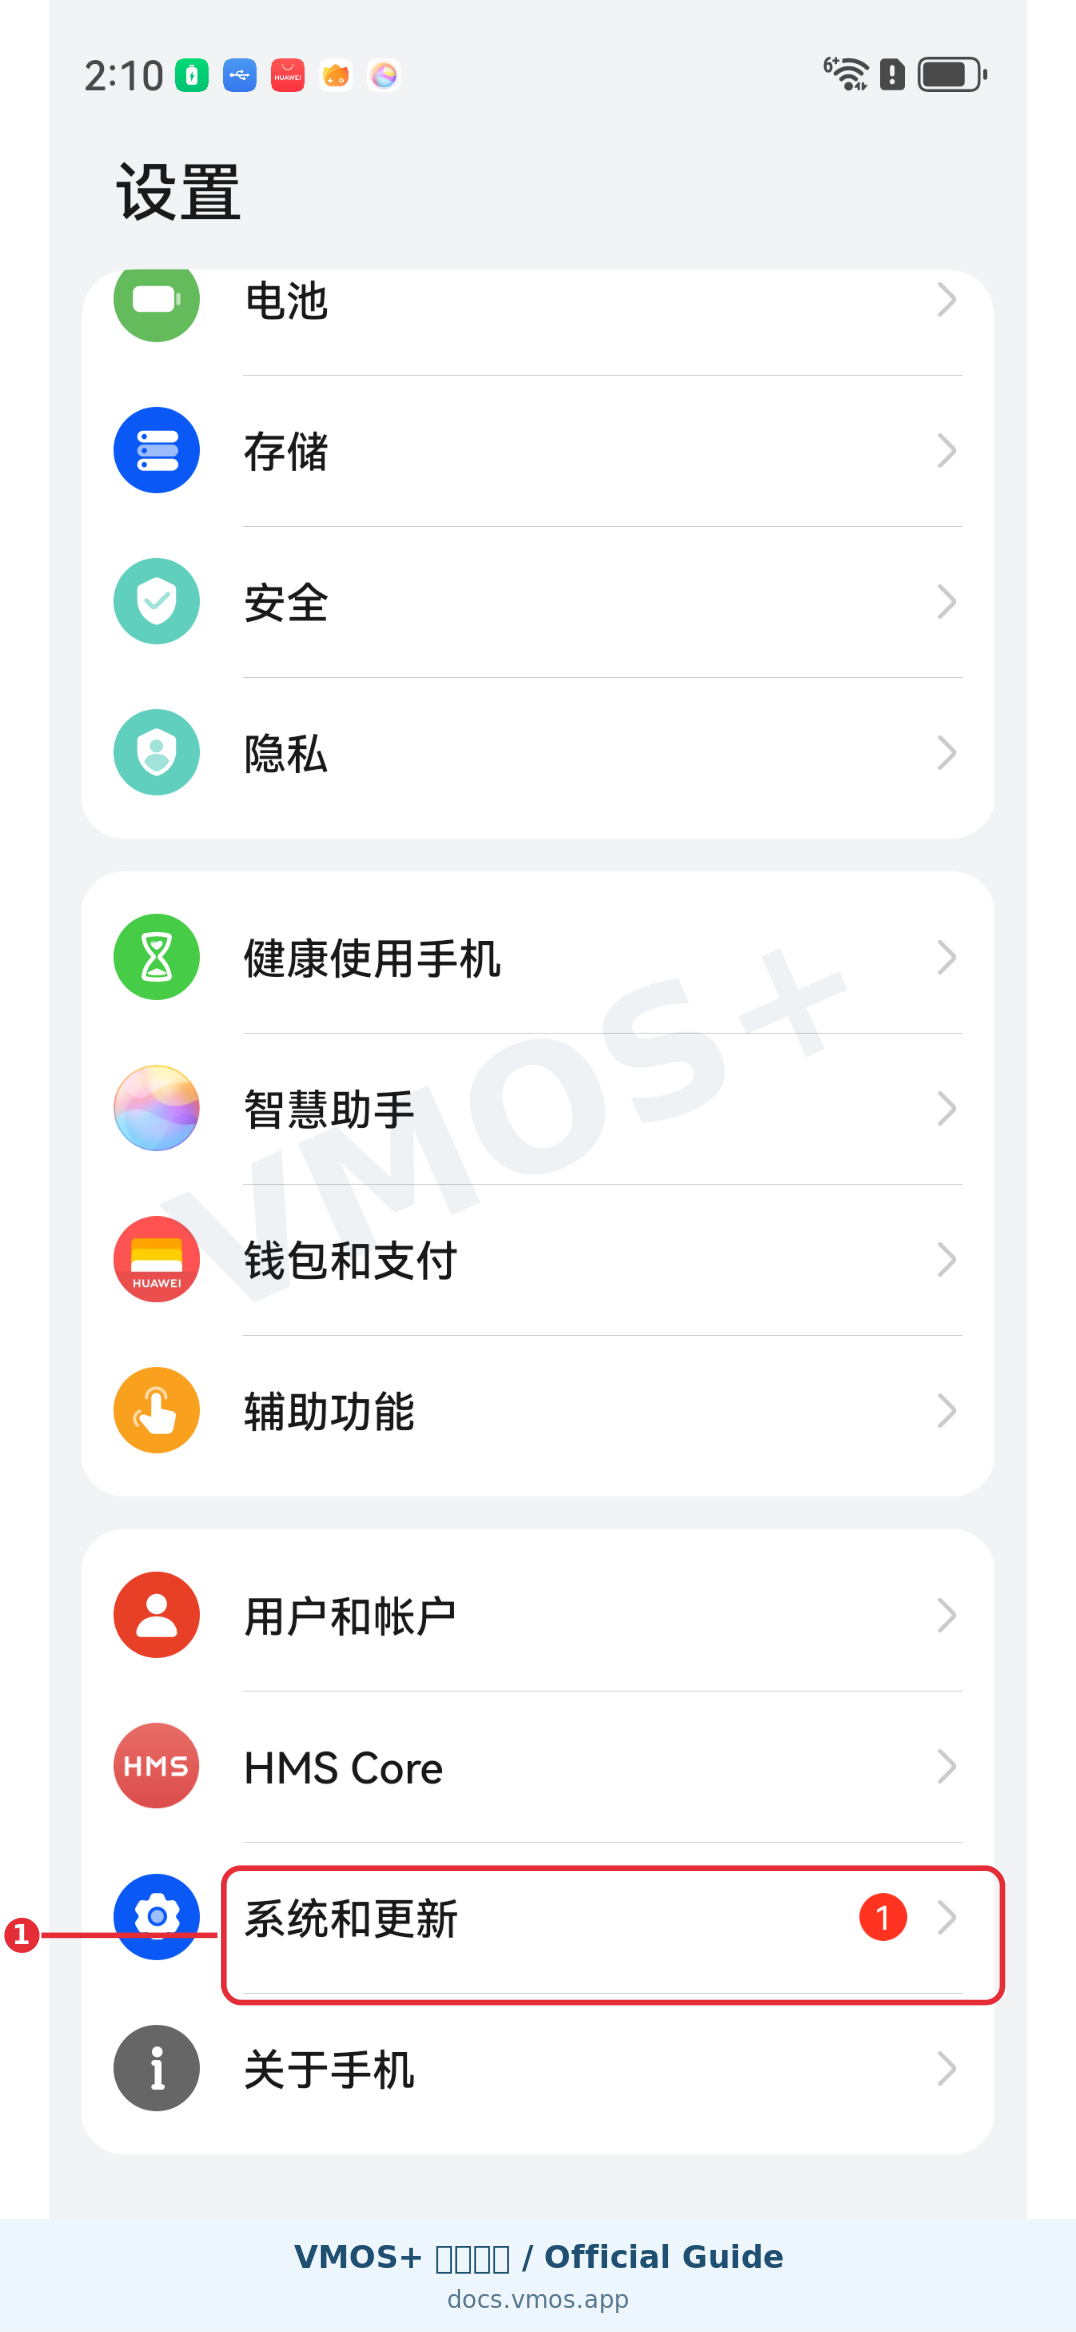 2:10
HUAWEI
6+
设置
电池
存储
安全
隐私
健康使用手机
智慧助手
钱包和支付
HUAWEI
辅助功能
用户和帐户
HMS
HMS Core
系统和更新
1
1
关于手机
VMOS+
VMOS+ / Official Guide
docs.vmos.app